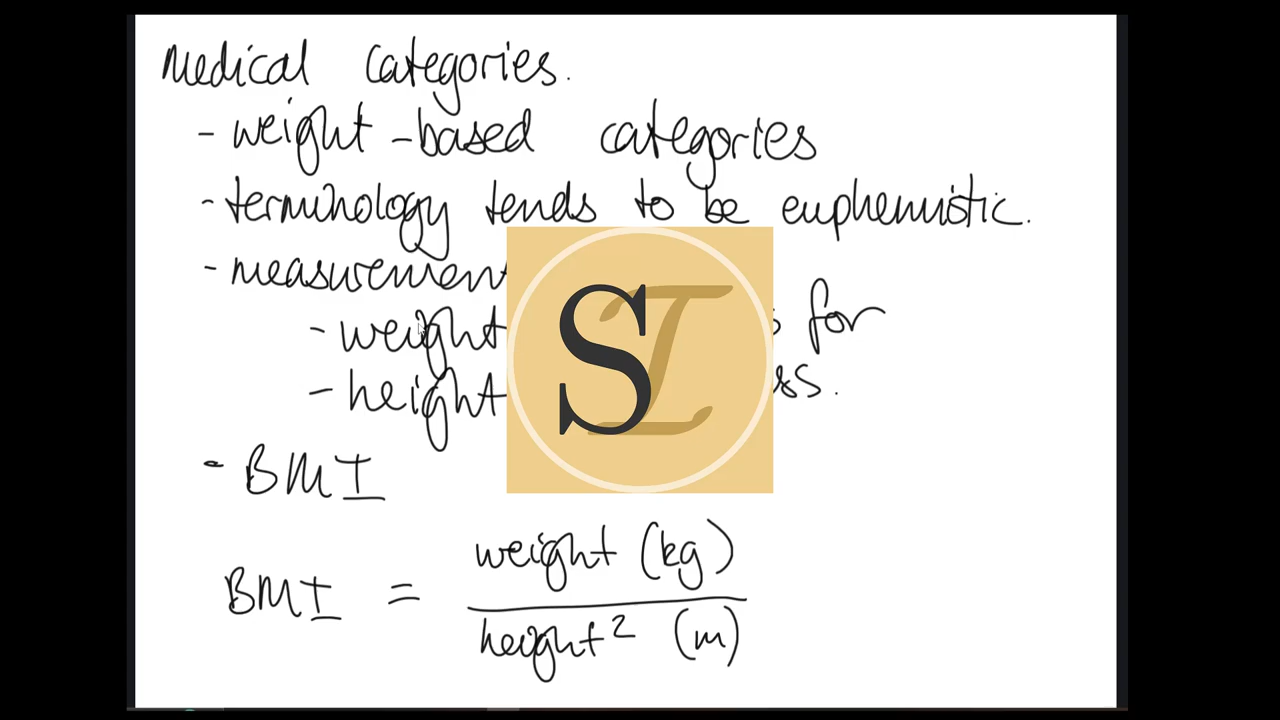 Medical categories.
- weight-based categories
- terminology tends to be euphemistic.
- measurement
- weight
for
- height
- BMI
SI
BMI = weight (kg)
height² (m)